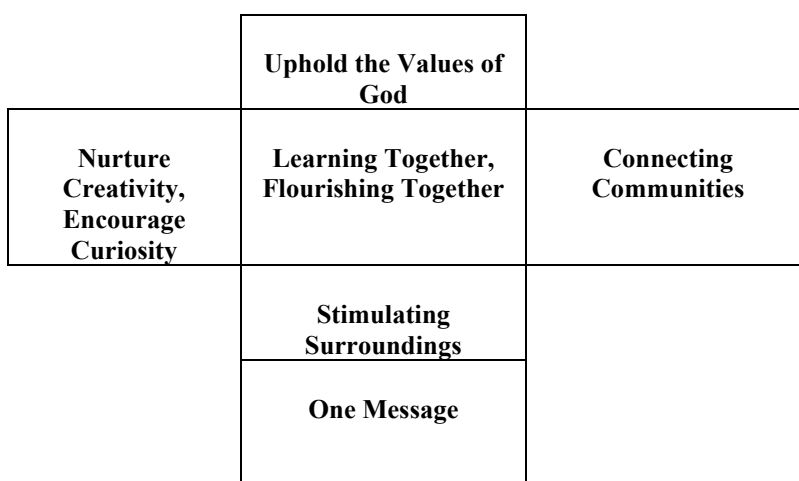 Uphold the Values of
God
Nurture
Creativity,
Encourage
Curiosity
Learning Together,
Flourishing Together
Connecting
Communities
Stimulating
Surroundings
One Message